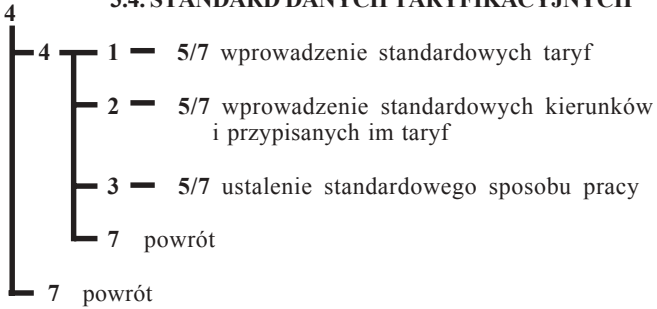 3.4. STANDARD DANYCH TARYFIKACYJNYCH
4
4 1 5/7 wprowadzenie standardowych taryf
2 5/7 wprowadzenie standardowych kierunków
i przypisanych im taryf
3 5/7 ustalenie standardowego sposobu pracy
7 powrót
7 powrót